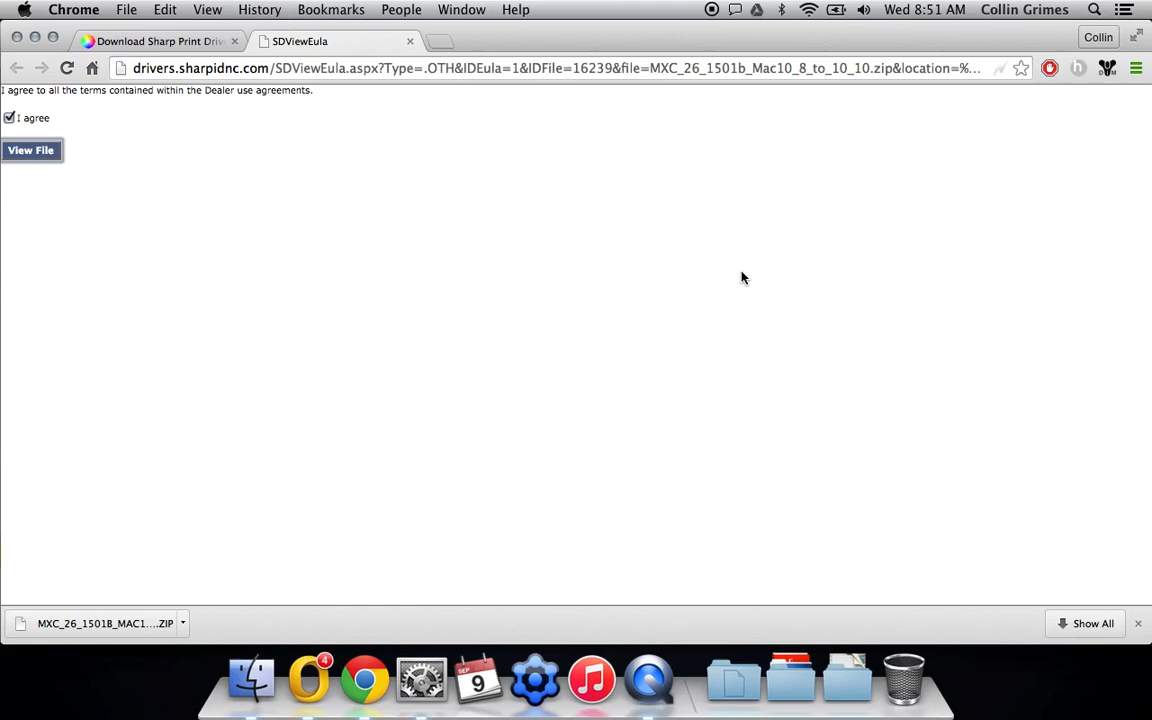 Chrome File Edit View History Bookmarks People Window Help Wed 8:51 AM Collin Grimes
Download Sharp Print Driv SDViewEula Collin
drivers.sharpidnc.com/SDViewEula.aspx?Type=.OTH&IDEula=1&IDFile=16239&file=MXC_26_1501b_Mac10_8_to_10_10.zip&location=%...
I agree to all the terms contained within the Dealer use agreements.
I agree
View File
MXC_26_1501B_MAC1....ZIP Show All
4
SEP
9